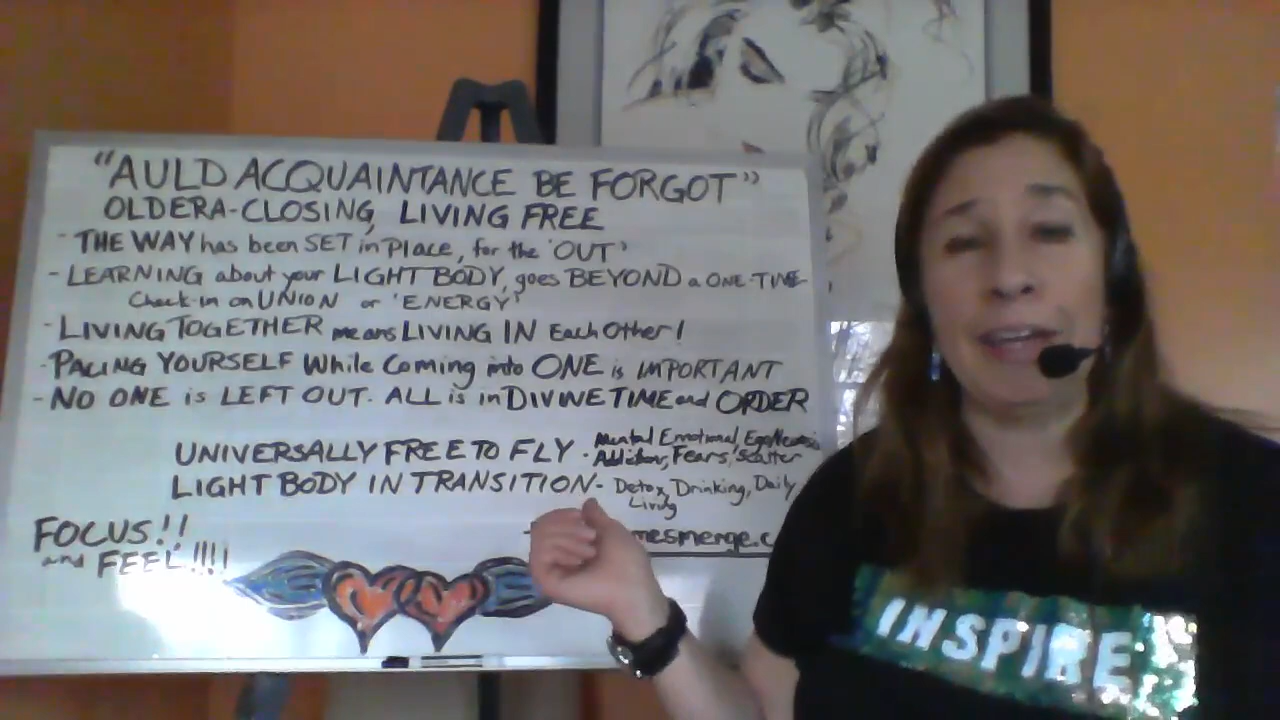 "AULD ACQUAINTANCE BE FORGOT"
OLDERA-CLOSING, LIVING FREE
- THE WAY has been SET in Place, for the 'OUT'
- LEARNING about your LIGHT BODY, goes BEYOND a ONE-TIME
Check-in on UNION or 'ENERGY'
- LIVING TOGETHER means LIVING IN Each Other!
- PACING YOURSELF While Coming into ONE is IMPORTANT
- NO ONE is LEFT OUT. ALL is in DIVINE TIME and ORDER
UNIVERSALLY FREE TO FLY - Mental Emotional, Ego
Fears, Scatter
LIGHT BODY IN TRANSITION - Detox, Drinking, Daily
Living
FOCUS!!
and FEEL!!!!
mesmerge.c
INSPIRE